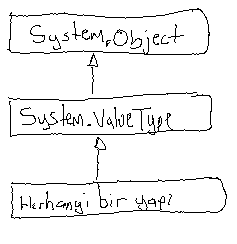 System.Object
System.ValueType
Herhangi bir yapı